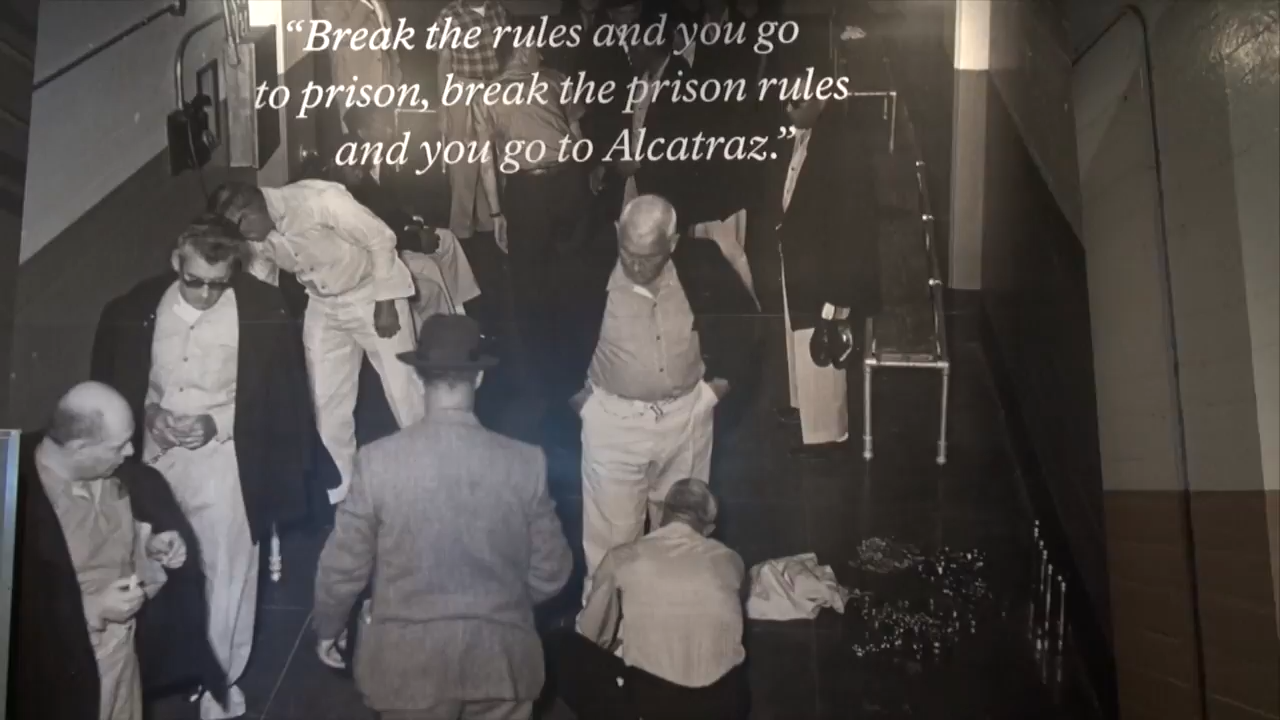 “Break the rules and you go
to prison, break the prison rules
and you go to Alcatraz.”